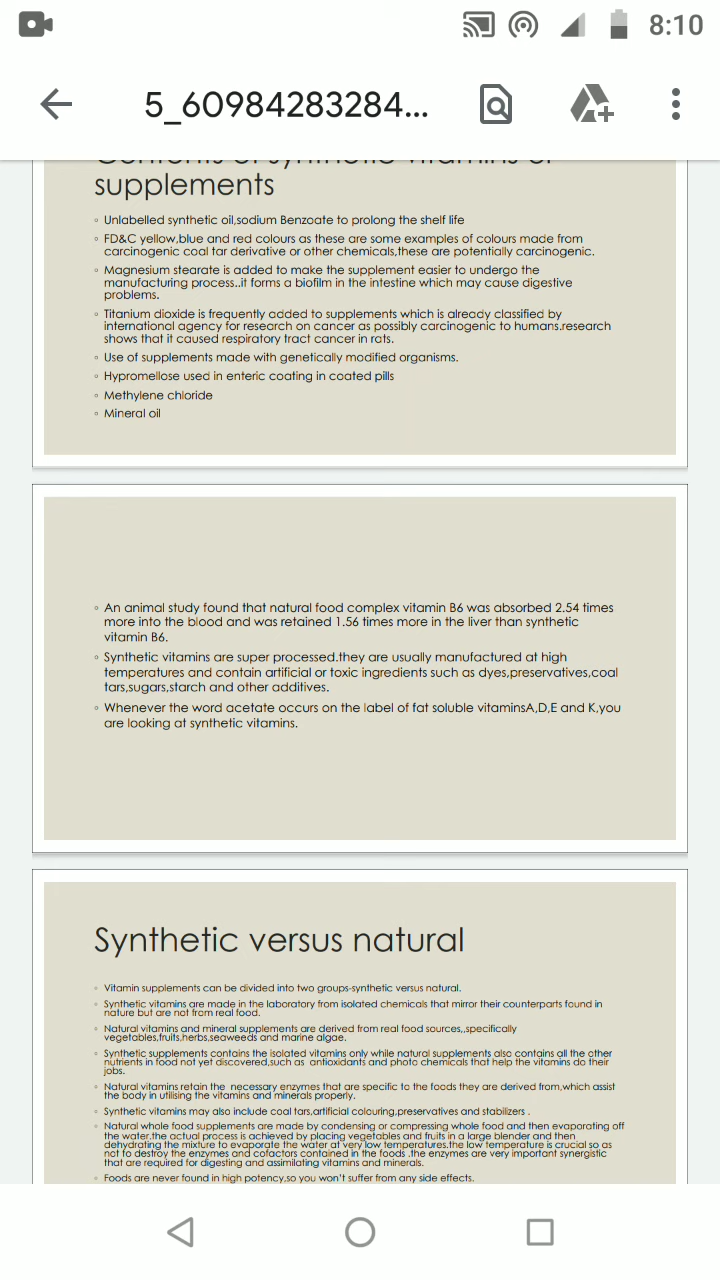 8:10
5_60984283284...
Contents of synthetic vitamins or
supplements
Unlabelled synthetic oil,sodium Benzoate to prolong the shelf life
FD&C yellow,blue and red colours as these are some examples of colours made from
carcinogenic coal tar derivative or other chemicals,these are potentially carcinogenic.
Magnesium stearate is added to make the supplement easier to undergo the
manufacturing process..it forms a biofilm in the intestine which may cause digestive
problems.
Titanium dioxide is frequently added to supplements which is already classified by
international agency for research on cancer as possibly carcinogenic to humans.research
shows that it caused respiratory tract cancer in rats.
Use of supplements made with genetically modified organisms.
Hypromellose used in enteric coating in coated pills
Methylene chloride
Mineral oil
An animal study found that natural food complex vitamin B6 was absorbed 2.54 times
more into the blood and was retained 1.56 times more in the liver than synthetic
vitamin B6.
Synthetic vitamins are super processed.they are usually manufactured at high
temperatures and contain artificial or toxic ingredients such as dyes,preservatives,coal
tars,sugars,starch and other additives.
Whenever the word acetate occurs on the label of fat soluble vitaminsA,D,E and K,you
are looking at synthetic vitamins.
Synthetic versus natural
Vitamin supplements can be divided into two groups-synthetic versus natural.
Synthetic vitamins are made in the laboratory from isolated chemicals that mirror their counterparts found in
nature but are not from real food.
Natural vitamins and mineral supplements are derived from real food sources,,specifically
vegetables,fruits,herbs,seaweeds and marine algae.
Synthetic supplements contains the isolated vitamins only while natural supplements also contains all the other
nutrients in food not yet discovered,such as antioxidants and photo chemicals that help the vitamins do their
jobs.
Natural vitamins retain the necessary enzymes that are specific to the foods they are derived from,which assist
the body in utilising the vitamins and minerals properly.
Synthetic vitamins may also include coal tars,artificial colouring,preservatives and stabilizers .
Natural whole food supplements are made by condensing or compressing whole food and then evaporating off
the water.the actual process is achieved by placing vegetables and fruits in a large blender and then
dehydrating the mixture to evaporate the water at very low temperatures.the low temperature is crucial so as
not to destroy the enzymes and cofactors contained in the foods .the enzymes are very important synergistic
that are required for digesting and assimilating vitamins and minerals.
Foods are never found in high potency,so you won't suffer from any side effects.